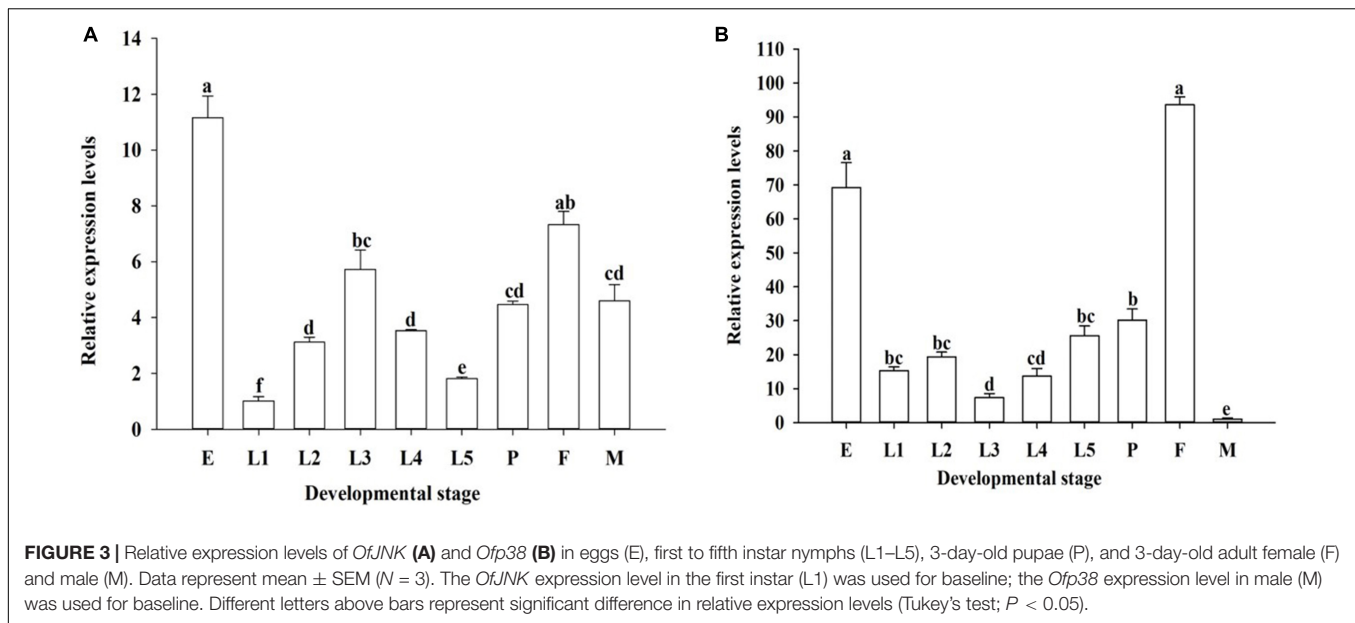 A
14
12
10
8
6
4
2
0
Relative expression levels
a
f
d
bc
d
e
cd
ab
cd
E L1 L2 L3 L4 L5 P F M
Developmental stage
B
110
100
90
80
70
60
50
40
30
20
10
0
Relative expression levels
a
bc
bc
d
cd
bc
b
a
e
E L1 L2 L3 L4 L5 P F M
Developmental stage
FIGURE 3 | Relative expression levels of OfJNK (A) and Ofp38 (B) in eggs (E), first to fifth instar nymphs (L1–L5), 3-day-old pupae (P), and 3-day-old adult female (F)
and male (M). Data represent mean ± SEM (N = 3). The OfJNK expression level in the first instar (L1) was used for baseline; the Ofp38 expression level in male (M)
was used for baseline. Different letters above bars represent significant difference in relative expression levels (Tukey's test; P < 0.05).